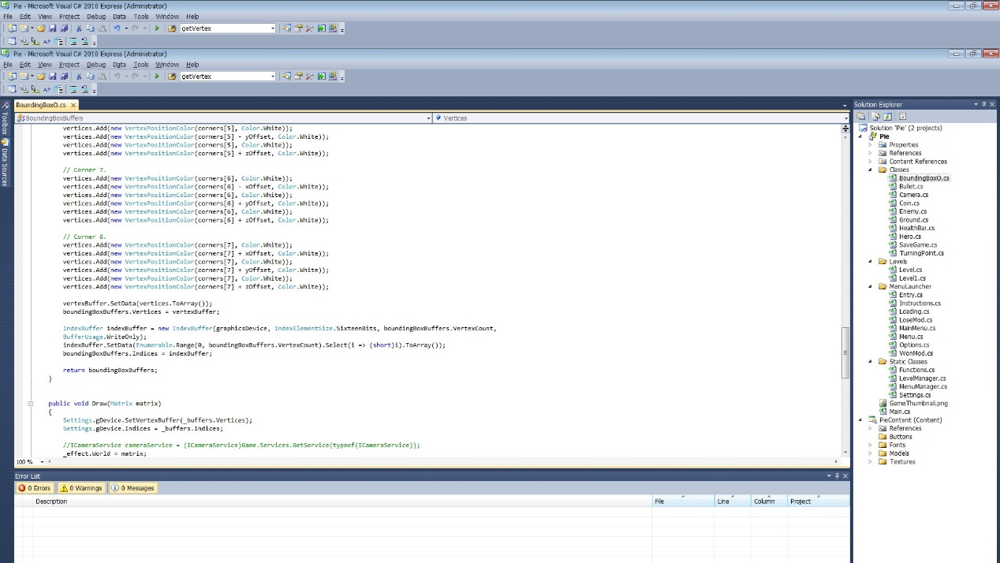 Pie - Microsoft Visual C# 2010 Express (Administrator)
File Edit View Project Debug Data Tools Window Help
getVertex
Pie - Microsoft Visual C# 2010 Express (Administrator)
File Edit View Project Debug Data Tools Window Help
getVertex
Toolbox
Data Sources
BoundingBoxO.cs
BoundingBoxBuffers
Vertices
vertices.Add(new VertexPositionColor(corners[5], Color.White));
vertices.Add(new VertexPositionColor(corners[5] - yOffset, Color.White));
vertices.Add(new VertexPositionColor(corners[5], Color.White));
vertices.Add(new VertexPositionColor(corners[5] + zOffset, Color.White));
// Corner 7.
vertices.Add(new VertexPositionColor(corners[6], Color.White));
vertices.Add(new VertexPositionColor(corners[6] - xOffset, Color.White));
vertices.Add(new VertexPositionColor(corners[6], Color.White));
vertices.Add(new VertexPositionColor(corners[6] + yOffset, Color.White));
vertices.Add(new VertexPositionColor(corners[6], Color.White));
vertices.Add(new VertexPositionColor(corners[6] + zOffset, Color.White));
// Corner 8.
vertices.Add(new VertexPositionColor(corners[7], Color.White));
vertices.Add(new VertexPositionColor(corners[7] + xOffset, Color.White));
vertices.Add(new VertexPositionColor(corners[7], Color.White));
vertices.Add(new VertexPositionColor(corners[7] + yOffset, Color.White));
vertices.Add(new VertexPositionColor(corners[7], Color.White));
vertices.Add(new VertexPositionColor(corners[7] + zOffset, Color.White));
vertexBuffer.SetData(vertices.ToArray());
boundingBoxBuffers.Vertices = vertexBuffer;
IndexBuffer indexBuffer = new IndexBuffer(graphicsDevice, IndexElementSize.SixteenBits, boundingBoxBuffers.VertexCount,
BufferUsage.WriteOnly);
indexBuffer.SetData(Enumerable.Range(0, boundingBoxBuffers.VertexCount).Select(i => (short)i).ToArray());
boundingBoxBuffers.Indices = indexBuffer;
return boundingBoxBuffers;
}
public void Draw(Matrix matrix)
{
Settings.gDevice.SetVertexBuffer(_buffers.Vertices);
Settings.gDevice.Indices = _buffers.Indices;
//ICameraService cameraService = (ICameraService)Game.Services.GetService(typeof(ICameraService));
_effect.World = matrix;
100 %
Error List
0 Errors
0 Warnings
0 Messages
Description File Line Column Project
Solution Explorer
Solution 'Pie' (2 projects)
Pie
Properties
References
Content References
Classes
BoundingBoxO.cs
Bullet.cs
Camera.cs
Coin.cs
Enemy.cs
Ground.cs
HealthBar.cs
Hero.cs
SaveGame.cs
TurningPoint.cs
Levels
Level.cs
Level1.cs
MenuLauncher
Entry.cs
Instructions.cs
Loading.cs
LoseMod.cs
MainMenu.cs
Menu.cs
Options.cs
WonMod.cs
Static Classes
Functions.cs
LevelManager.cs
MenuManager.cs
Settings.cs
GameThumbnail.png
Main.cs
PieContent (Content)
References
Buttons
Fonts
Models
Textures